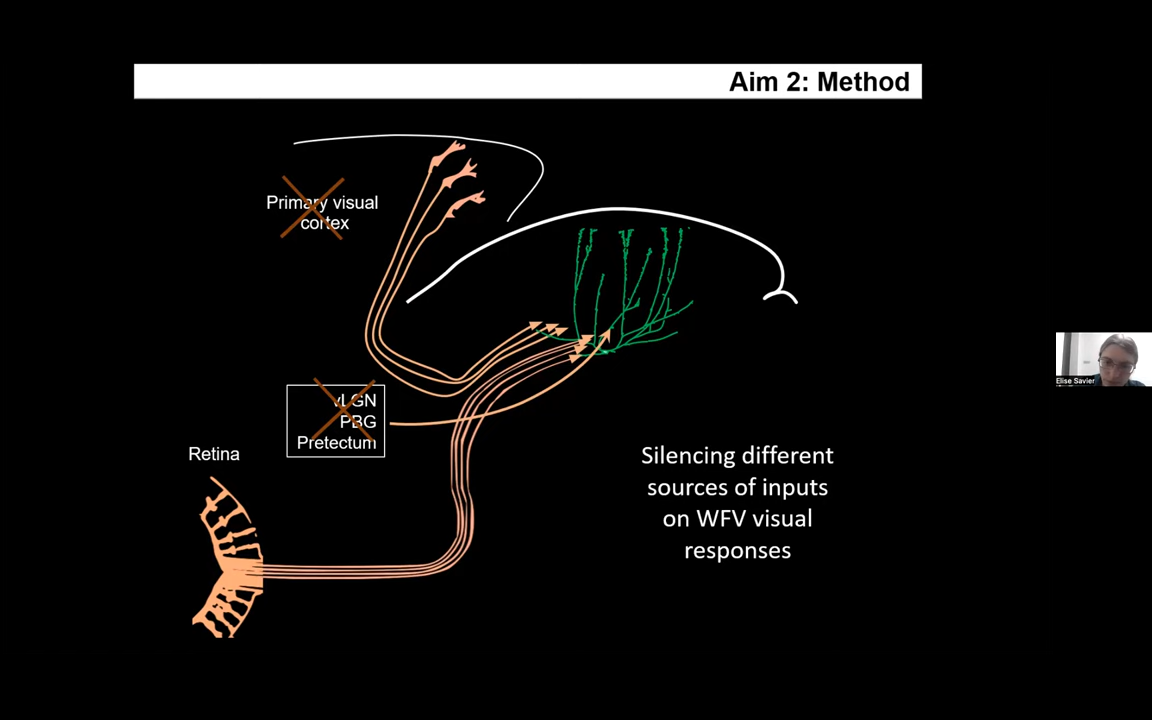 Aim 2: Method
Primary visual
cortex
vLGN
PBG
Pretectum
Retina
Silencing different
sources of inputs
on WFV visual
responses
Elise Savier